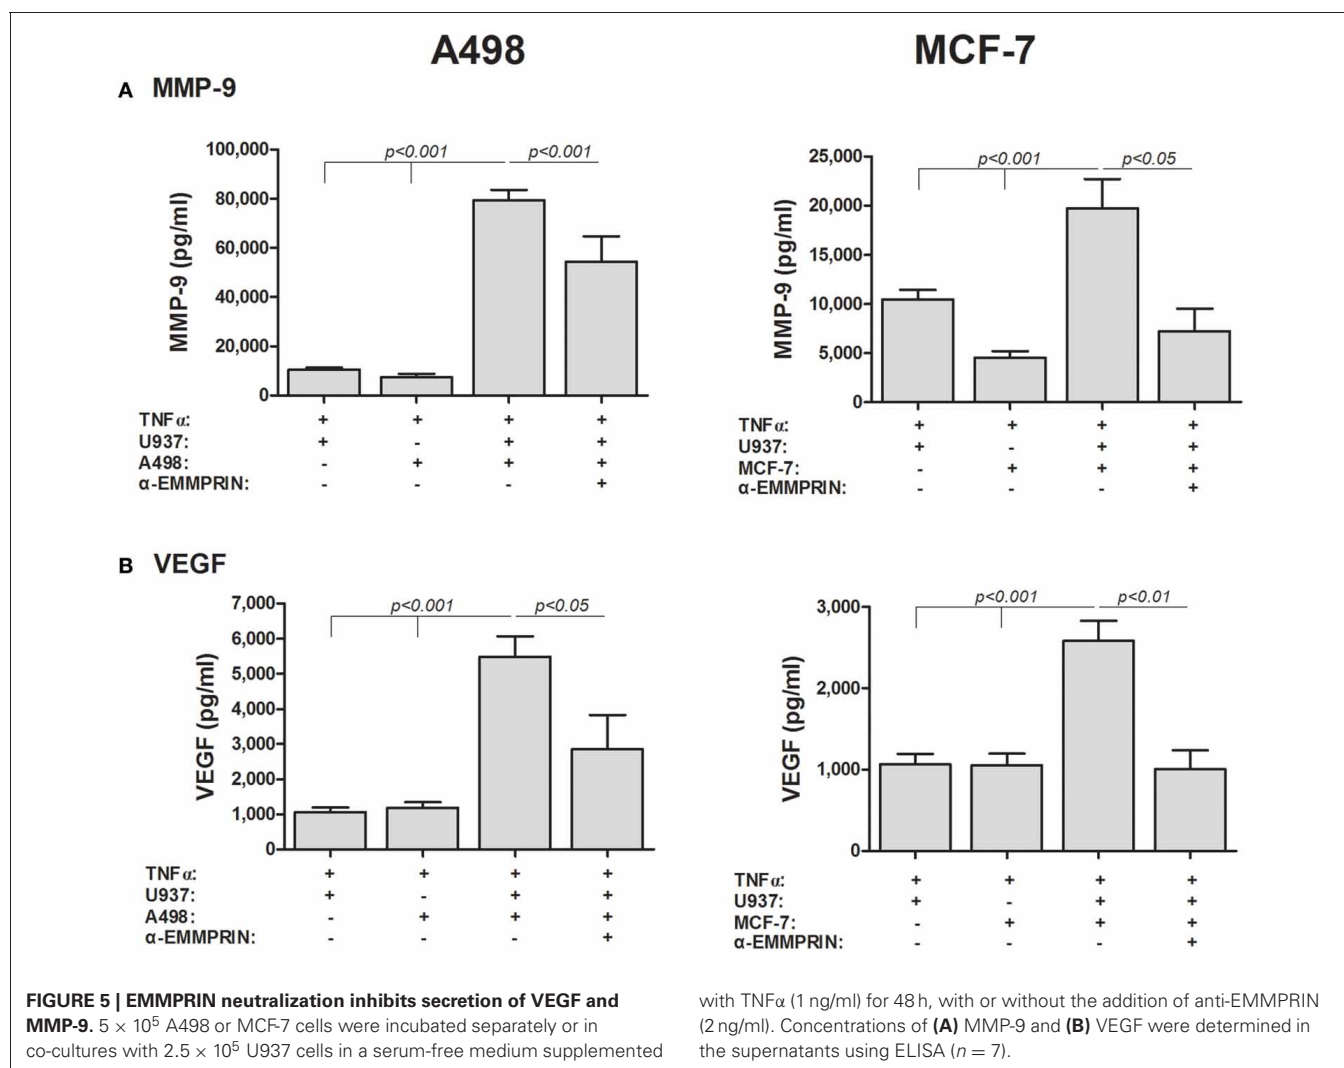 A498
MCF-7
A MMP-9
MMP-9 (pg/ml)
100,000
80,000
60,000
40,000
20,000
0
p<0.001
p<0.001
TNFα: + + + +
U937: + - + +
A498: - + + +
α-EMMPRIN: - - - +
MMP-9 (pg/ml)
25,000
20,000
15,000
10,000
5,000
0
p<0.001
p<0.05
TNFα: + + + +
U937: + - + +
MCF-7: - + + +
α-EMMPRIN: - - - +
B VEGF
VEGF (pg/ml)
7,000
6,000
5,000
4,000
3,000
2,000
1,000
0
p<0.001
p<0.05
TNFα: + + + +
U937: + - + +
A498: - + + +
α-EMMPRIN: - - - +
VEGF (pg/ml)
3,000
2,000
1,000
0
p<0.001
p<0.01
TNFα: + + + +
U937: + - + +
MCF-7: - + + +
α-EMMPRIN: - - - +
FIGURE 5 | EMMPRIN neutralization inhibits secretion of VEGF and
MMP-9. 5 × 10⁵ A498 or MCF-7 cells were incubated separately or in
co-cultures with 2.5 × 10⁵ U937 cells in a serum-free medium supplemented
with TNFα (1 ng/ml) for 48 h, with or without the addition of anti-EMMPRIN
(2 ng/ml). Concentrations of (A) MMP-9 and (B) VEGF were determined in
the supernatants using ELISA (n = 7).